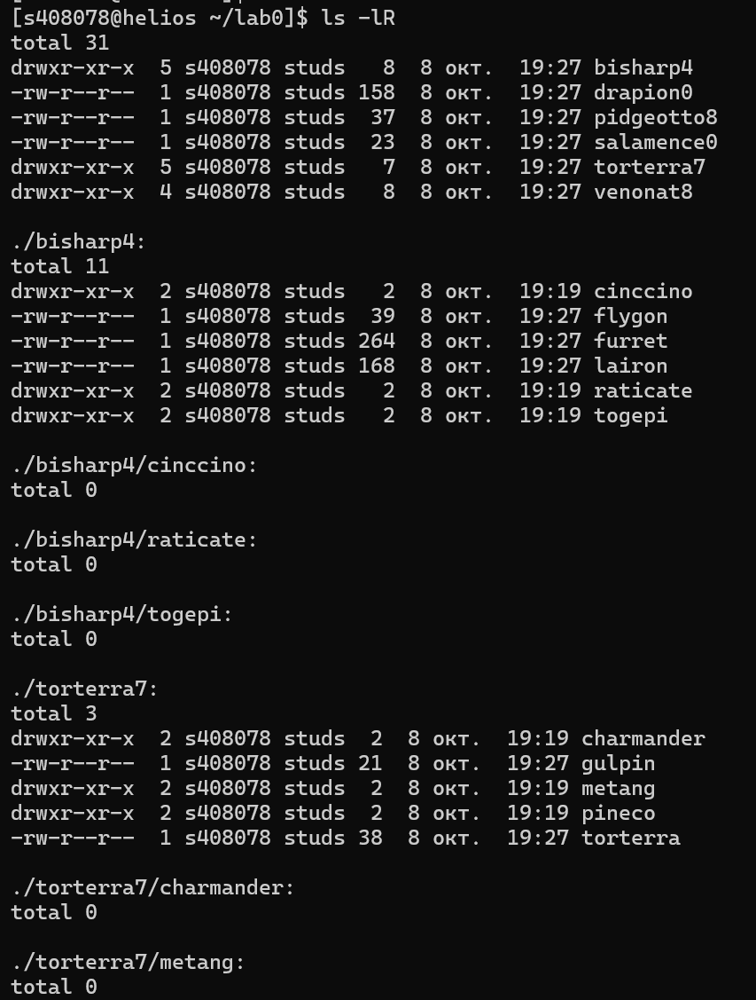 [s408078@helios ~/lab0]$ ls -lR
total 31
drwxr-xr-x  5 s408078 studs   8  8 окт.  19:27 bisharp4
-rw-r--r--  1 s408078 studs 158  8 окт.  19:27 drapion0
-rw-r--r--  1 s408078 studs  37  8 окт.  19:27 pidgeotto8
-rw-r--r--  1 s408078 studs  23  8 окт.  19:27 salamence0
drwxr-xr-x  5 s408078 studs   7  8 окт.  19:27 torterra7
drwxr-xr-x  4 s408078 studs   8  8 окт.  19:27 venonat8

./bisharp4:
total 11
drwxr-xr-x  2 s408078 studs   2  8 окт.  19:19 cinccino
-rw-r--r--  1 s408078 studs  39  8 окт.  19:27 flygon
-rw-r--r--  1 s408078 studs 264  8 окт.  19:27 furret
-rw-r--r--  1 s408078 studs 168  8 окт.  19:27 lairon
drwxr-xr-x  2 s408078 studs   2  8 окт.  19:19 raticate
drwxr-xr-x  2 s408078 studs   2  8 окт.  19:19 togepi

./bisharp4/cinccino:
total 0

./bisharp4/raticate:
total 0

./bisharp4/togepi:
total 0

./torterra7:
total 3
drwxr-xr-x  2 s408078 studs  2  8 окт.  19:19 charmander
-rw-r--r--  1 s408078 studs 21  8 окт.  19:27 gulpin
drwxr-xr-x  2 s408078 studs  2  8 окт.  19:19 metang
drwxr-xr-x  2 s408078 studs  2  8 окт.  19:19 pineco
-rw-r--r--  1 s408078 studs 38  8 окт.  19:27 torterra

./torterra7/charmander:
total 0

./torterra7/metang:
total 0